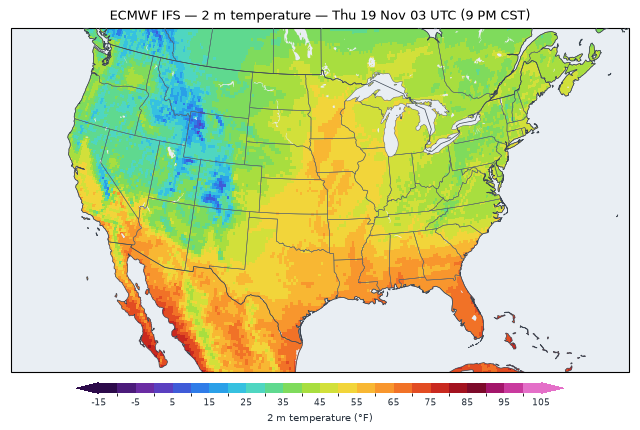 ECMWF IFS — 2 m temperature — Thu 19 Nov 03 UTC (9 PM CST)
-15 -5 5 15 25 35 45 55 65 75 85 95 105
2 m temperature (°F)